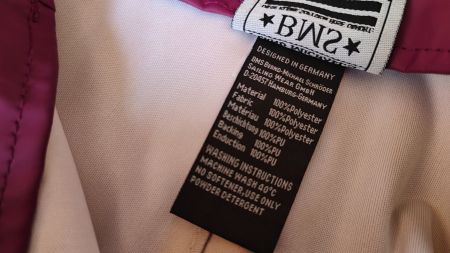 BMS
DESIGNED IN GERMANY
BMS BERND-MICHAEL SCHRÖDER
SAILING WEAR GMBH
D-20457 HAMBURG-GERMANY
Material :100%Polyester
Fabric :100%Polyester
Matériau :100%Polyester
Beschichtung:100%PU
Backing :100%PU
Enduction :100%PU
WASHING INSTRUCTIONS
MACHINE WASH 40°C
NO SOFTENER, USE ONLY
POWDER DETERGENT